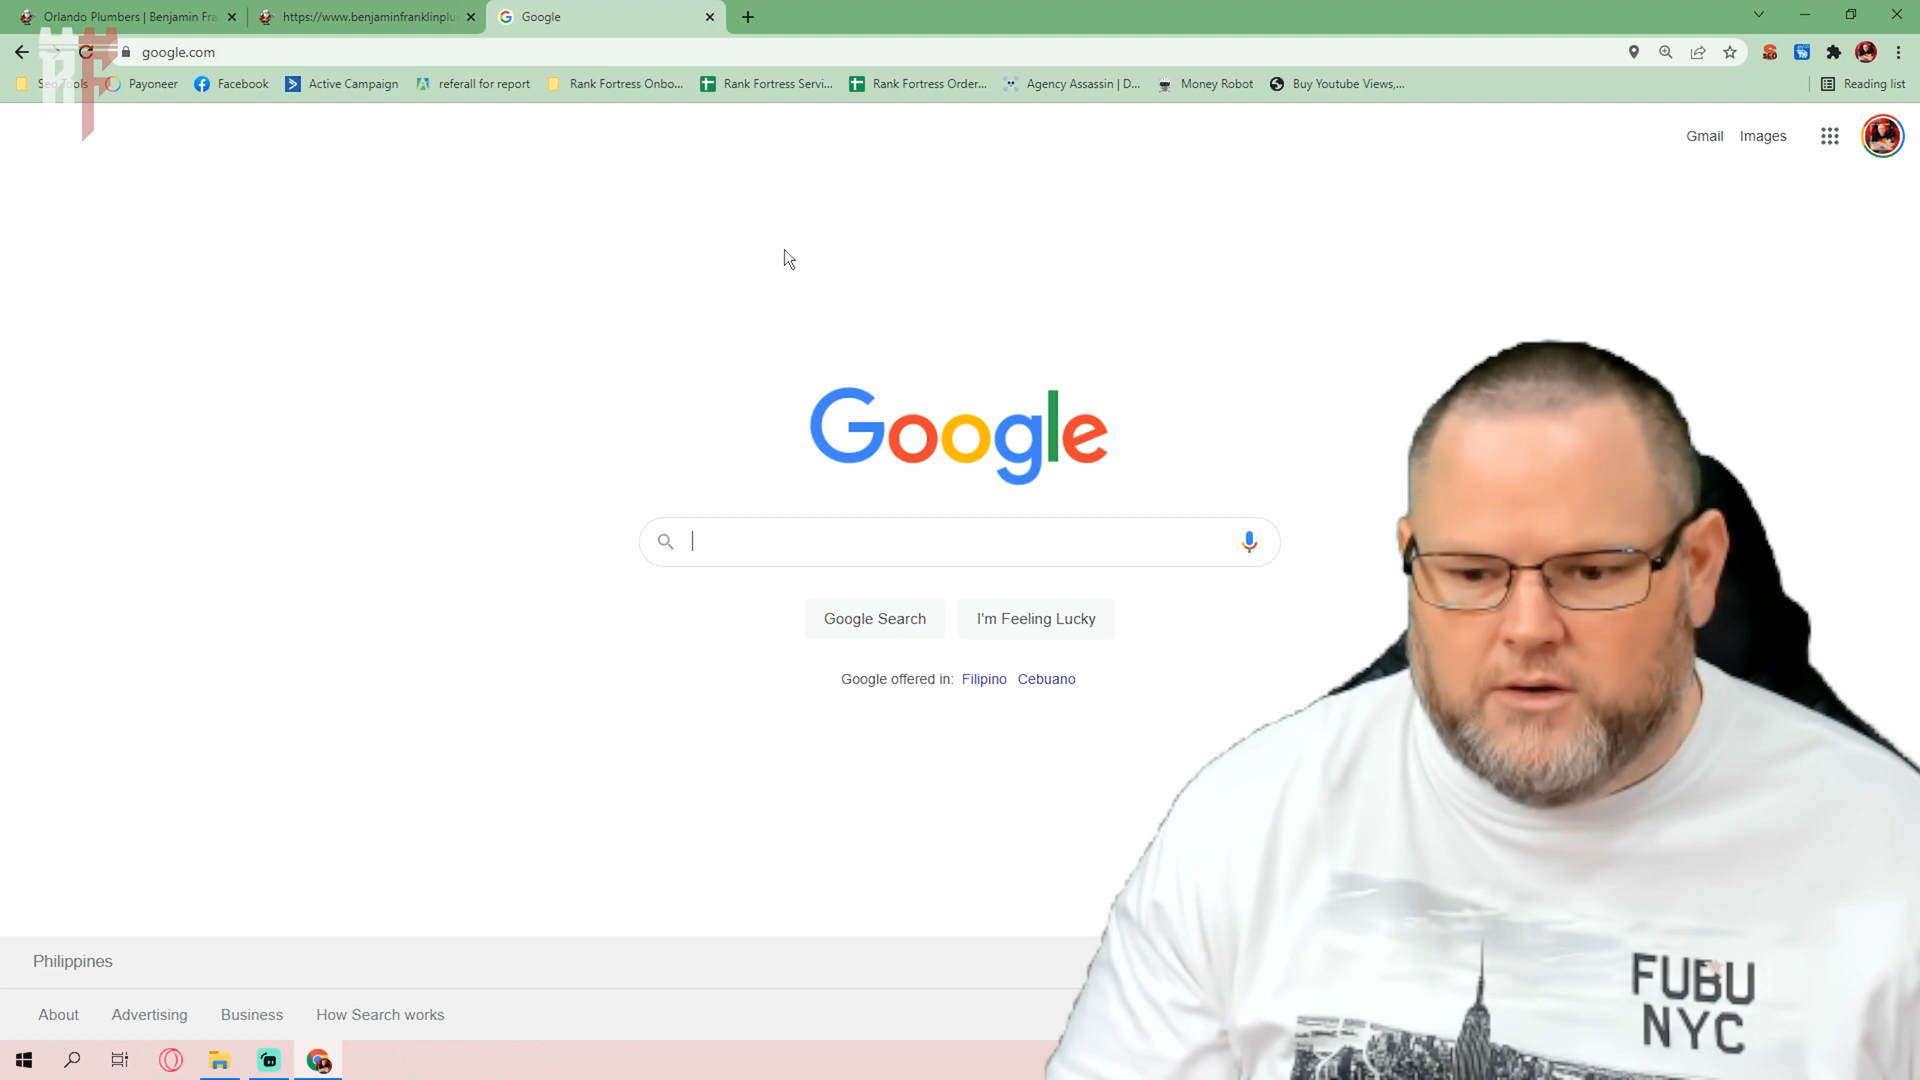 Orlando Plumbers | Benjamin Fra
https://www.benjaminfranklinplu
Google
google.com
Seo Tools
Payoneer
Facebook
Active Campaign
referall for report
Rank Fortress Onbo...
Rank Fortress Servi...
Rank Fortress Order...
Agency Assassin | D...
Money Robot
Buy Youtube Views,...
Reading list
Gmail Images
Google
Google Search
I'm Feeling Lucky
Google offered in: Filipino Cebuano
Philippines
About Advertising Business How Search works
FUBU
NYC